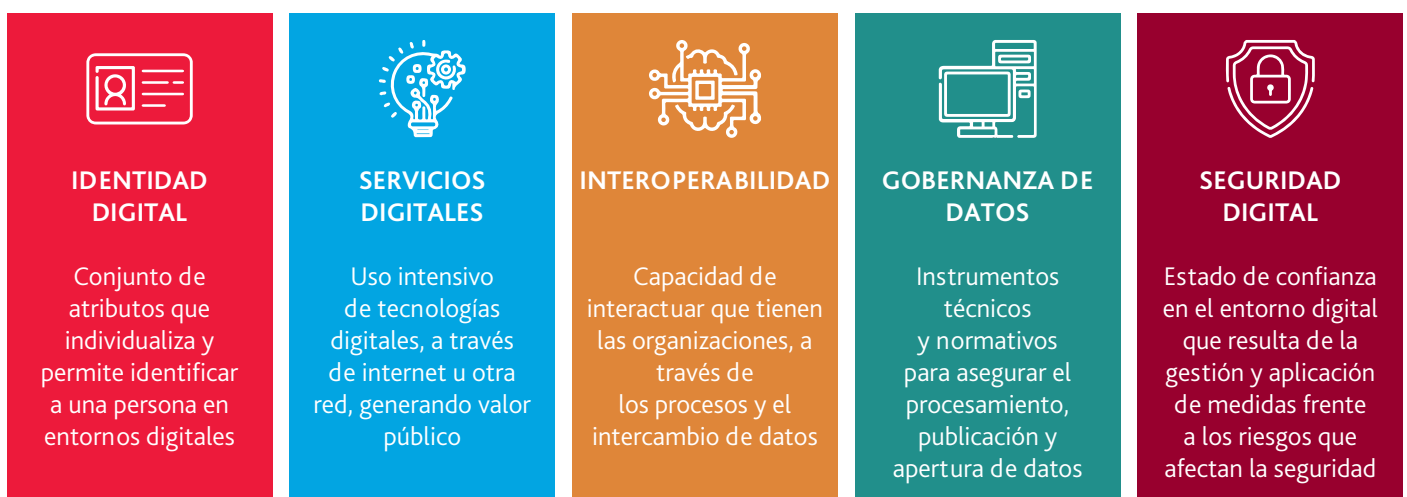 IDENTIDAD
DIGITAL
Conjunto de
atributos que
individualiza y
permite identificar
a una persona en
entornos digitales
SERVICIOS
DIGITALES
Uso intensivo
de tecnologías
digitales, a través
de internet u otra
red, generando valor
público
INTEROPERABILIDAD
Capacidad de
interactuar que tienen
las organizaciones, a
través de
los procesos y el
intercambio de datos
GOBERNANZA DE
DATOS
Instrumentos
técnicos
y normativos
para asegurar el
procesamiento,
publicación y
apertura de datos
SEGURIDAD
DIGITAL
Estado de confianza
en el entorno digital
que resulta de la
gestión y aplicación
de medidas frente
a los riesgos que
afectan la seguridad